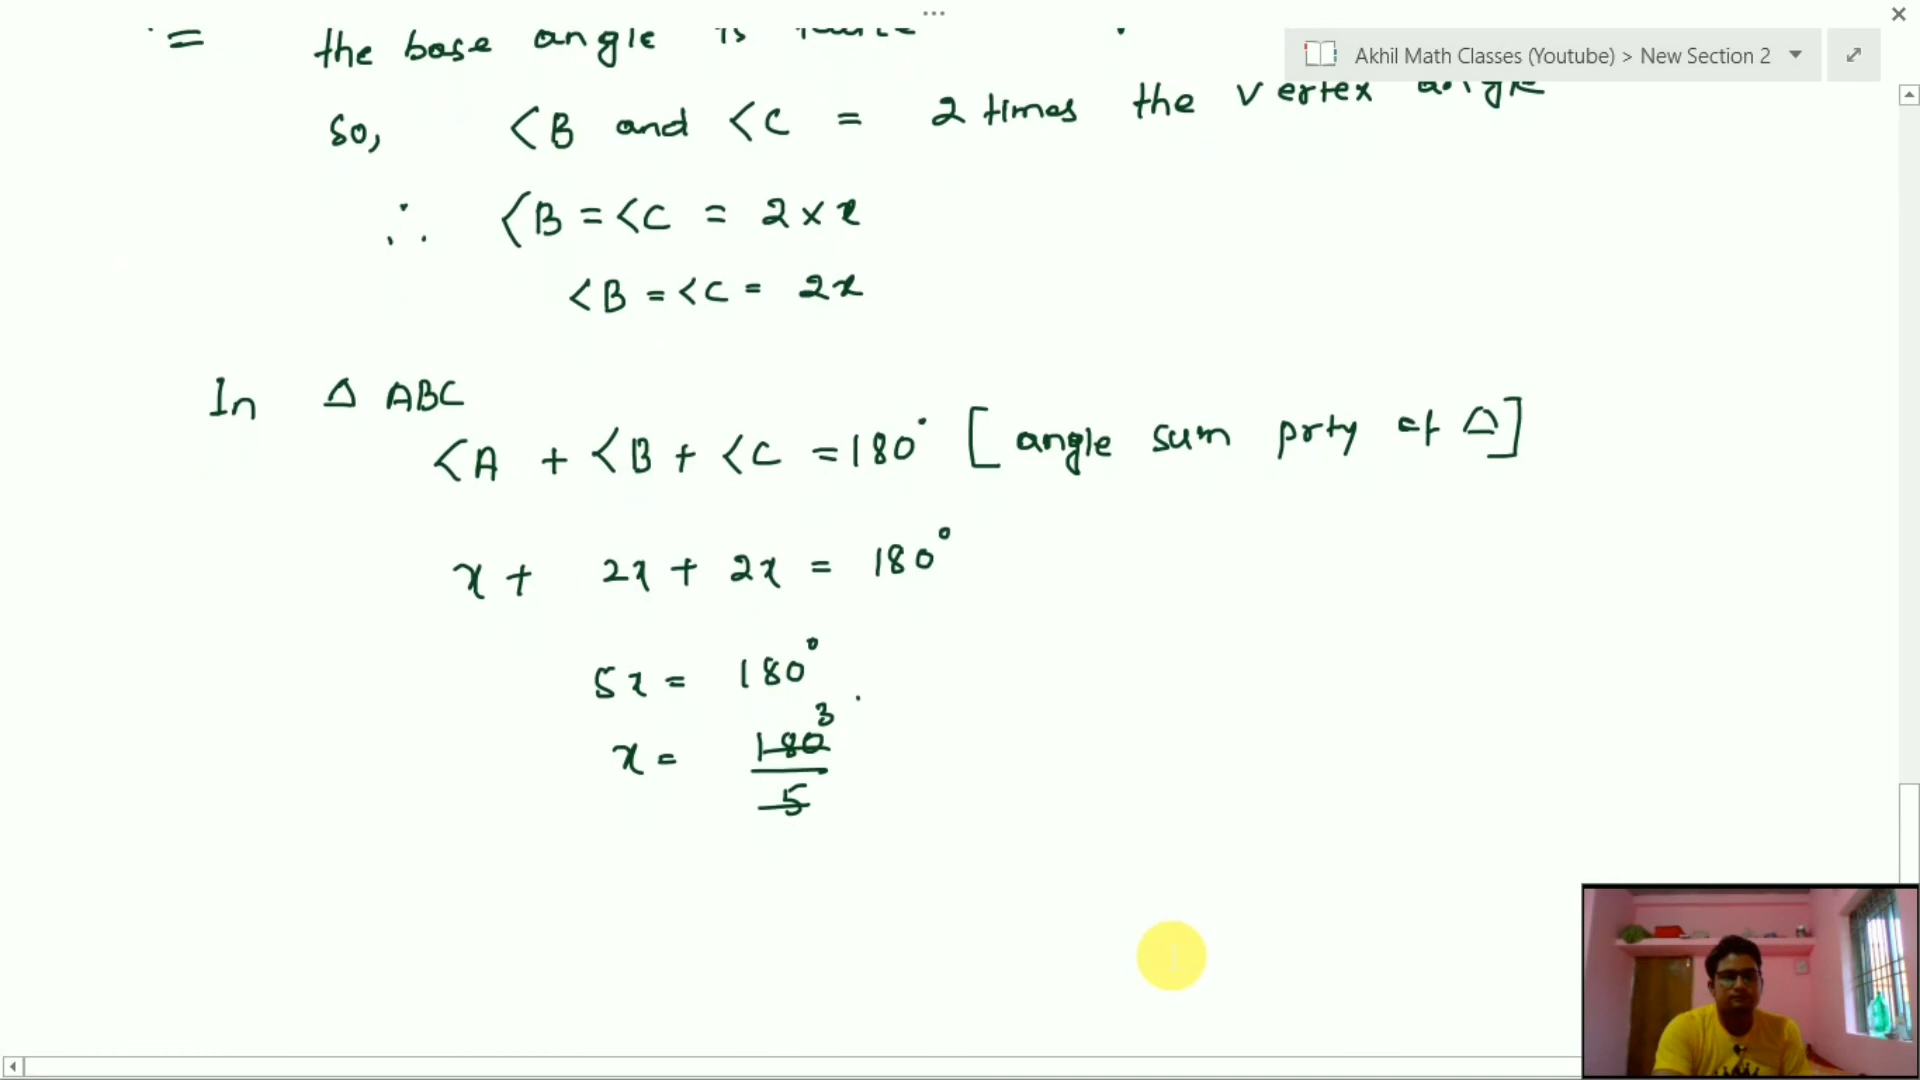 = the base angle is
Akhil Math Classes (Youtube) > New Section 2
So, <B and <C = 2 times the vertex angle
∴ <B = <C = 2 × x
<B = <C = 2x
In △ ABC
<A + <B + <C = 180° [angle sum prty of △]
x + 2x + 2x = 180°
5x = 180°
x = 180 3
5